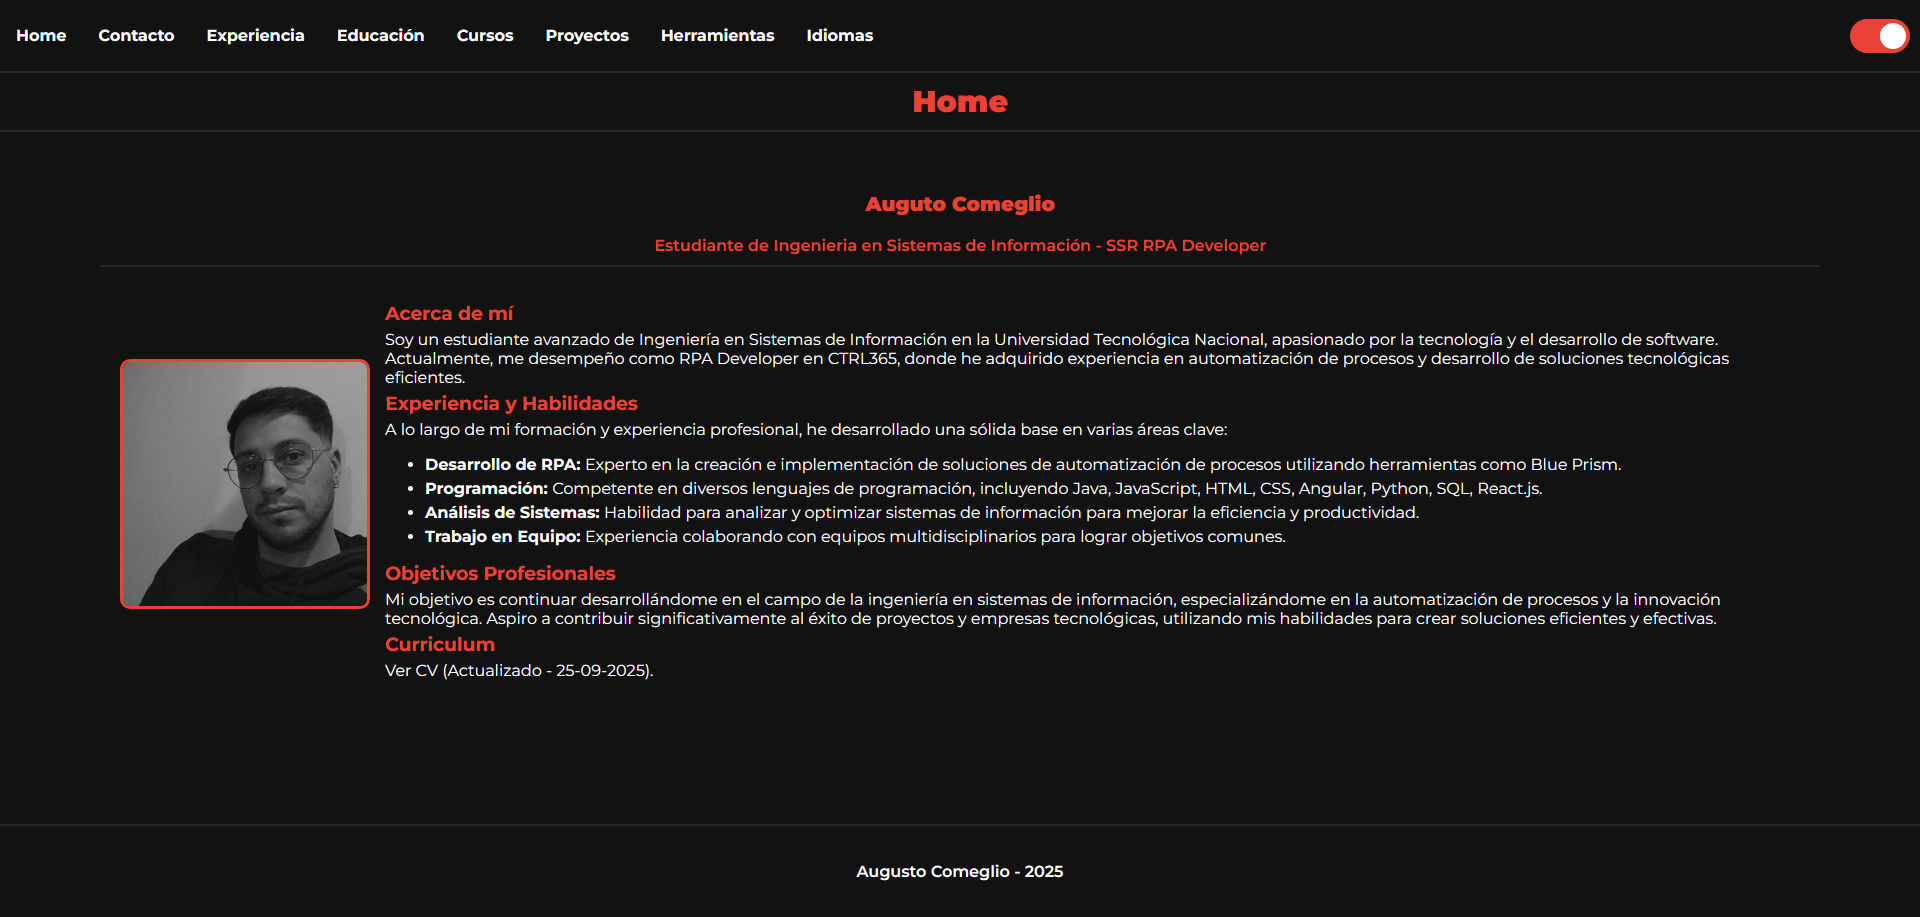 Home Contacto Experiencia Educación Cursos Proyectos Herramientas Idiomas
Home
Auguto Comeglio
Estudiante de Ingenieria en Sistemas de Información - SSR RPA Developer
Acerca de mí
Soy un estudiante avanzado de Ingeniería en Sistemas de Información en la Universidad Tecnológica Nacional, apasionado por la tecnología y el desarrollo de software.
Actualmente, me desempeño como RPA Developer en CTRL365, donde he adquirido experiencia en automatización de procesos y desarrollo de soluciones tecnológicas
eficientes.
Experiencia y Habilidades
A lo largo de mi formación y experiencia profesional, he desarrollado una sólida base en varias áreas clave:
• Desarrollo de RPA: Experto en la creación e implementación de soluciones de automatización de procesos utilizando herramientas como Blue Prism.
• Programación: Competente en diversos lenguajes de programación, incluyendo Java, JavaScript, HTML, CSS, Angular, Python, SQL, React.js.
• Análisis de Sistemas: Habilidad para analizar y optimizar sistemas de información para mejorar la eficiencia y productividad.
• Trabajo en Equipo: Experiencia colaborando con equipos multidisciplinarios para lograr objetivos comunes.
Objetivos Profesionales
Mi objetivo es continuar desarrollándome en el campo de la ingeniería en sistemas de información, especializándome en la automatización de procesos y la innovación
tecnológica. Aspiro a contribuir significativamente al éxito de proyectos y empresas tecnológicas, utilizando mis habilidades para crear soluciones eficientes y efectivas.
Curriculum
Ver CV (Actualizado - 25-09-2025).
Augusto Comeglio - 2025